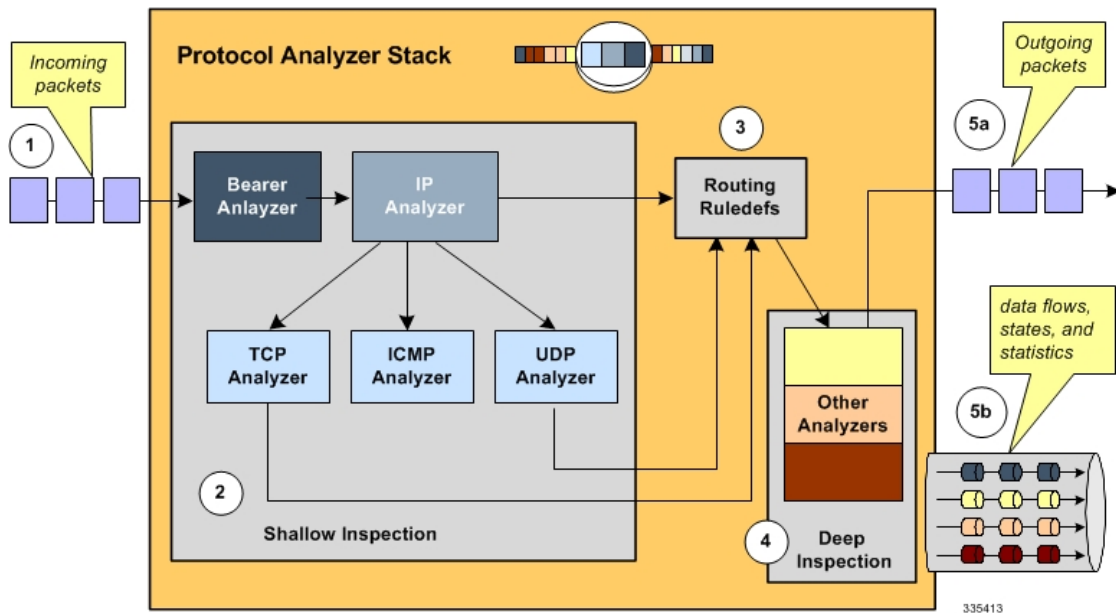 Incoming
packets
1
Protocol Analyzer Stack
Outgoing
packets
5a
3
Bearer
Anlayzer
IP
Analyzer
Routing
Ruledefs
TCP
Analyzer
ICMP
Analyzer
UDP
Analyzer
data flows,
states, and
statistics
Other
Analyzers
5b
2
Shallow Inspection
4
Deep
Inspection
335413